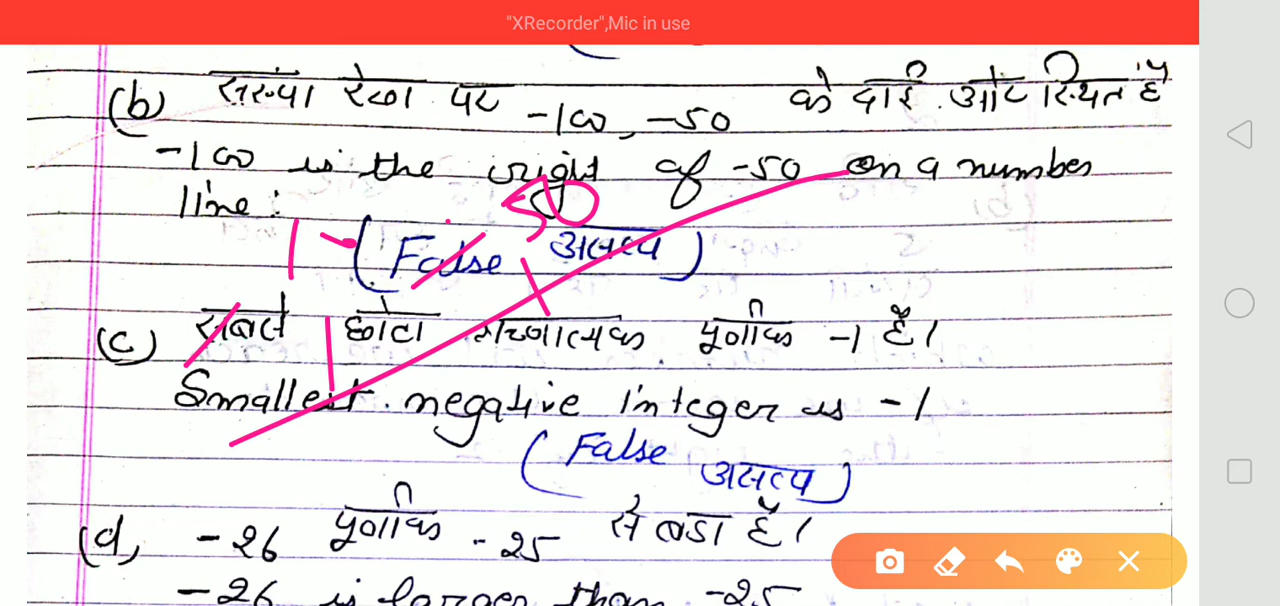 "XRecorder",Mic in use
(b) संख्या रेखा पर -100, -50 के दाईं ओर स्थित है
-100 is the right of -50 on a number
line:
50
(False असत्य)
(c) सबसे छोटा ऋणात्मक पूर्णांक -1 है।
Smallest negative integer is -1
(False असत्य)
(d) -26 पूर्णांक -25 से बडा है।
-26 is larger than -25